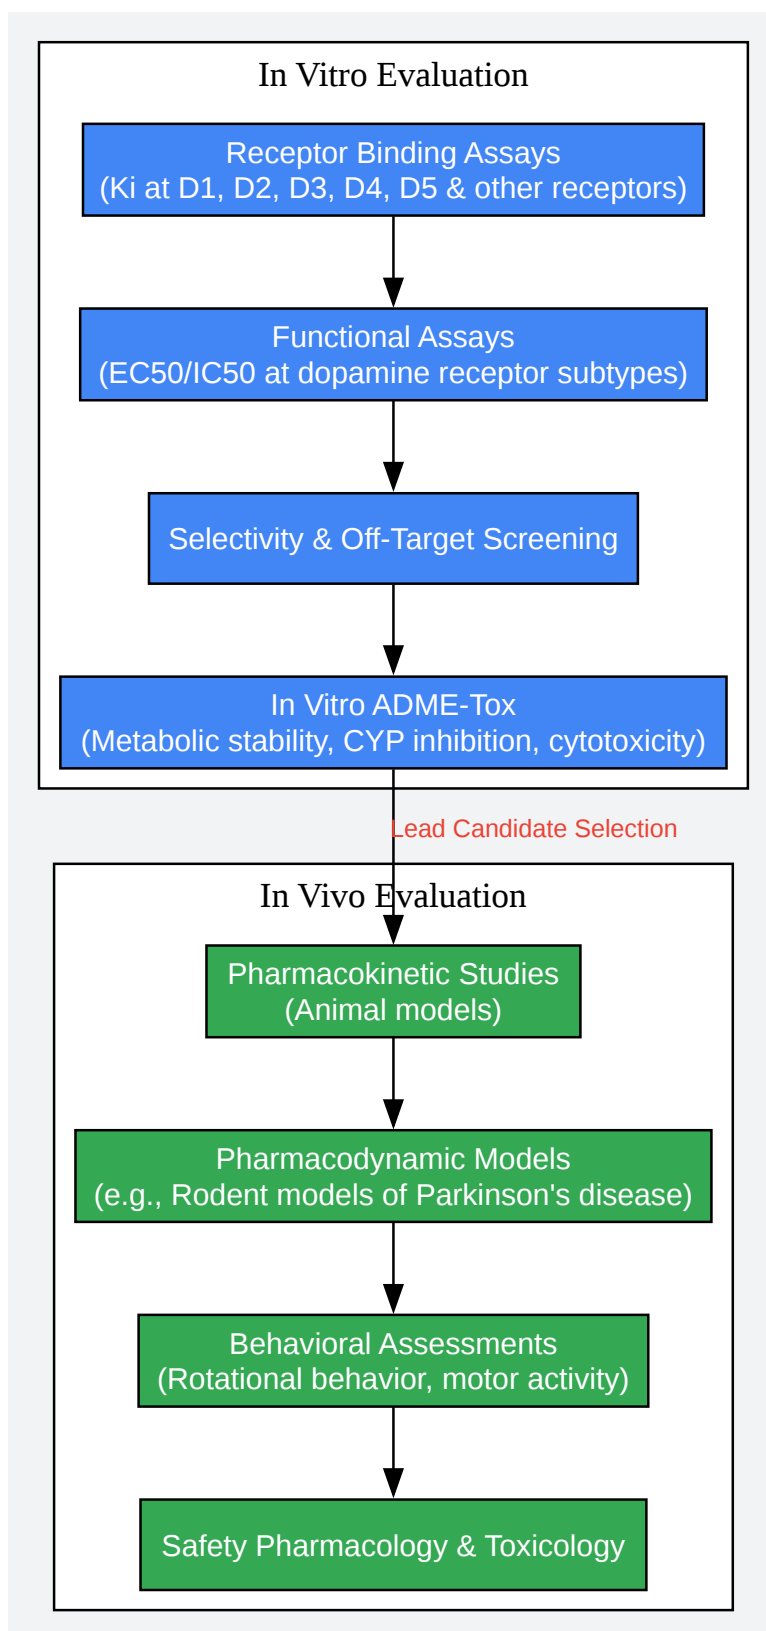 In Vitro Evaluation
Receptor Binding Assays
(Ki at D1, D2, D3, D4, D5 & other receptors)
Functional Assays
(EC50/IC50 at dopamine receptor subtypes)
Selectivity & Off-Target Screening
In Vitro ADME-Tox
(Metabolic stability, CYP inhibition, cytotoxicity)
Lead Candidate Selection
In Vivo Evaluation
Pharmacokinetic Studies
(Animal models)
Pharmacodynamic Models
(e.g., Rodent models of Parkinson's disease)
Behavioral Assessments
(Rotational behavior, motor activity)
Safety Pharmacology & Toxicology